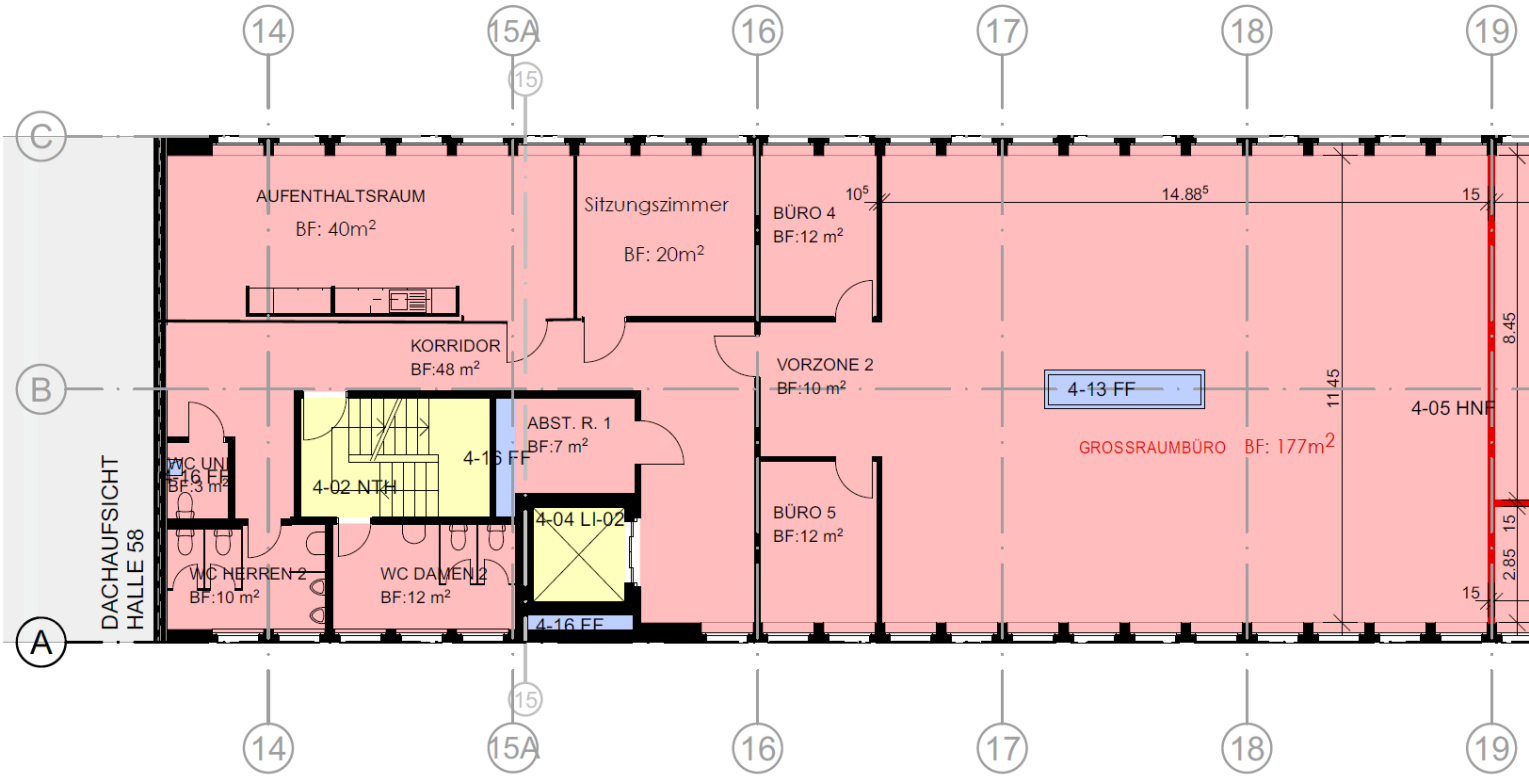 14
15A
16
17
18
19
15
C
AUFENTHALTSRAUM
BF: 40m²
Sitzungszimmer
BF: 20m²
BÜRO 4
BF:12 m²
10⁵
14.88⁵
15
8.45
KORRIDOR
BF:48 m²
VORZONE 2
BF:10 m²
B
4-13 FF
11.45
4-05 HNF
ABST. R. 1
BF:7 m²
GROSSRAUMBÜRO BF: 177m²
4-16 FF
WC UNI
4-16 FF
BF:3 m²
4-02 NTH
BÜRO 5
BF:12 m²
4-04 LI-02
15
2.85
15
DACHAUFSICHT
HALLE 58
WC HERREN 2
BF:10 m²
WC DAMEN 2
BF:12 m²
4-16 FF
A
15
14
15A
16
17
18
19